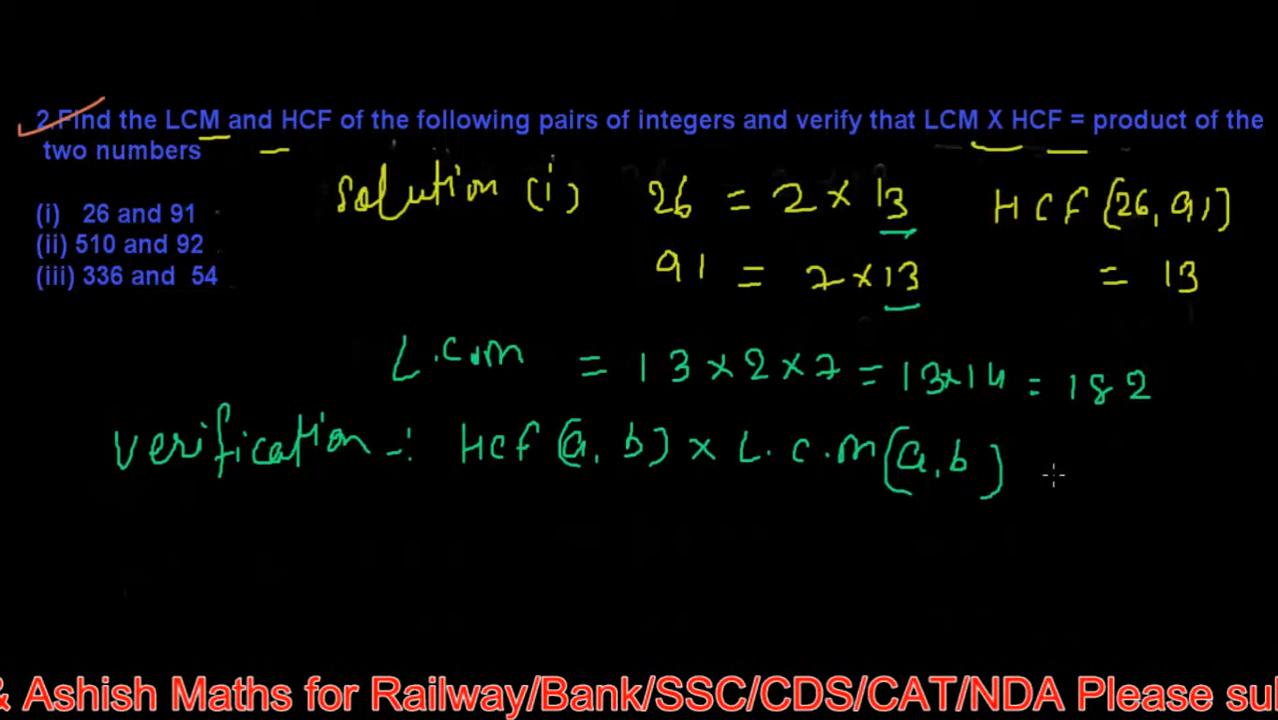 2.Find the LCM and HCF of the following pairs of integers and verify that LCM X HCF = product of the
two numbers
Solution (i) 26 = 2 × 13 HCF (26, 91)
(i) 26 and 91
(ii) 510 and 92
91 = 7 × 13 = 13
(iii) 336 and 54
L.C.M = 13 × 2 × 7 = 13×14 = 182
Verification -: HCF (a, b) × L.C.M (a, b)
& Ashish Maths for Railway/Bank/SSC/CDS/CAT/NDA Please